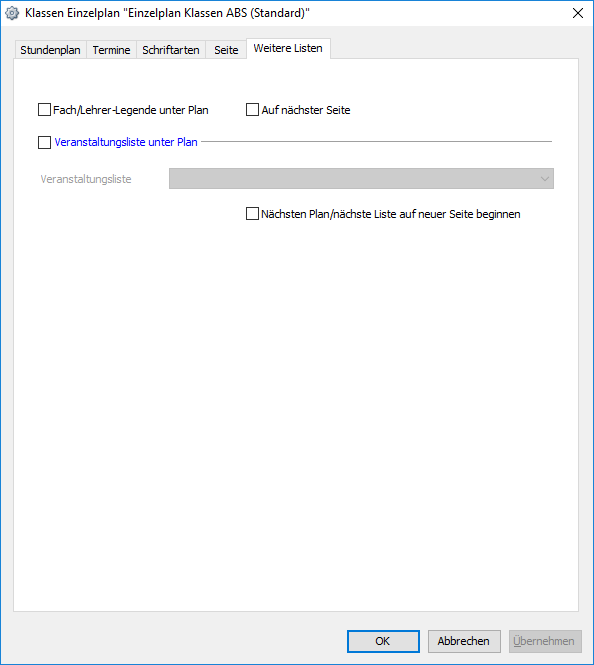 Klassen Einzelplan "Einzelplan Klassen ABS (Standard)"
Stundenplan Termine Schriftarten Seite Weitere Listen
Fach/Lehrer-Legende unter Plan Auf nächster Seite
Veranstaltungsliste unter Plan
Veranstaltungsliste
Nächsten Plan/nächste Liste auf neuer Seite beginnen
OK Abbrechen Übernehmen